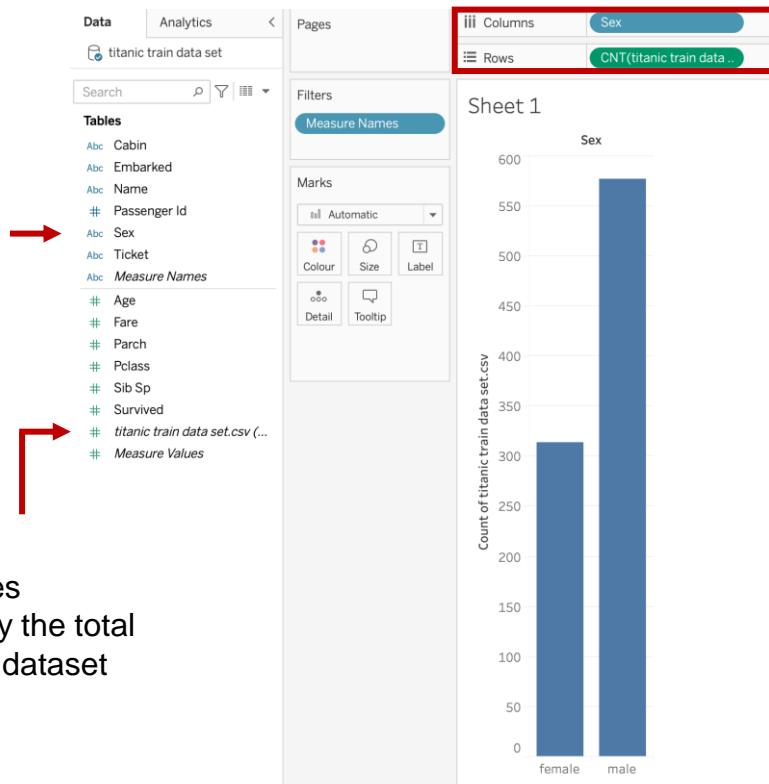 Data Analytics <
titanic train data set
Search
Tables
Abc Cabin
Abc Embarked
Abc Name
# Passenger Id
Abc Sex
Abc Ticket
Abc Measure Names
# Age
# Fare
# Parch
# Pclass
# Sib Sp
# Survived
# titanic train data set.csv (...
# Measure Values
es
y the total
dataset
Pages
Filters
Measure Names
Marks
Automatic
Colour Size Label
Detail Tooltip
Columns Sex
Rows CNT(titanic train data ..
Sheet 1
Sex
Count of titanic train data set.csv
600
550
500
450
400
350
300
250
200
150
100
50
0
female male